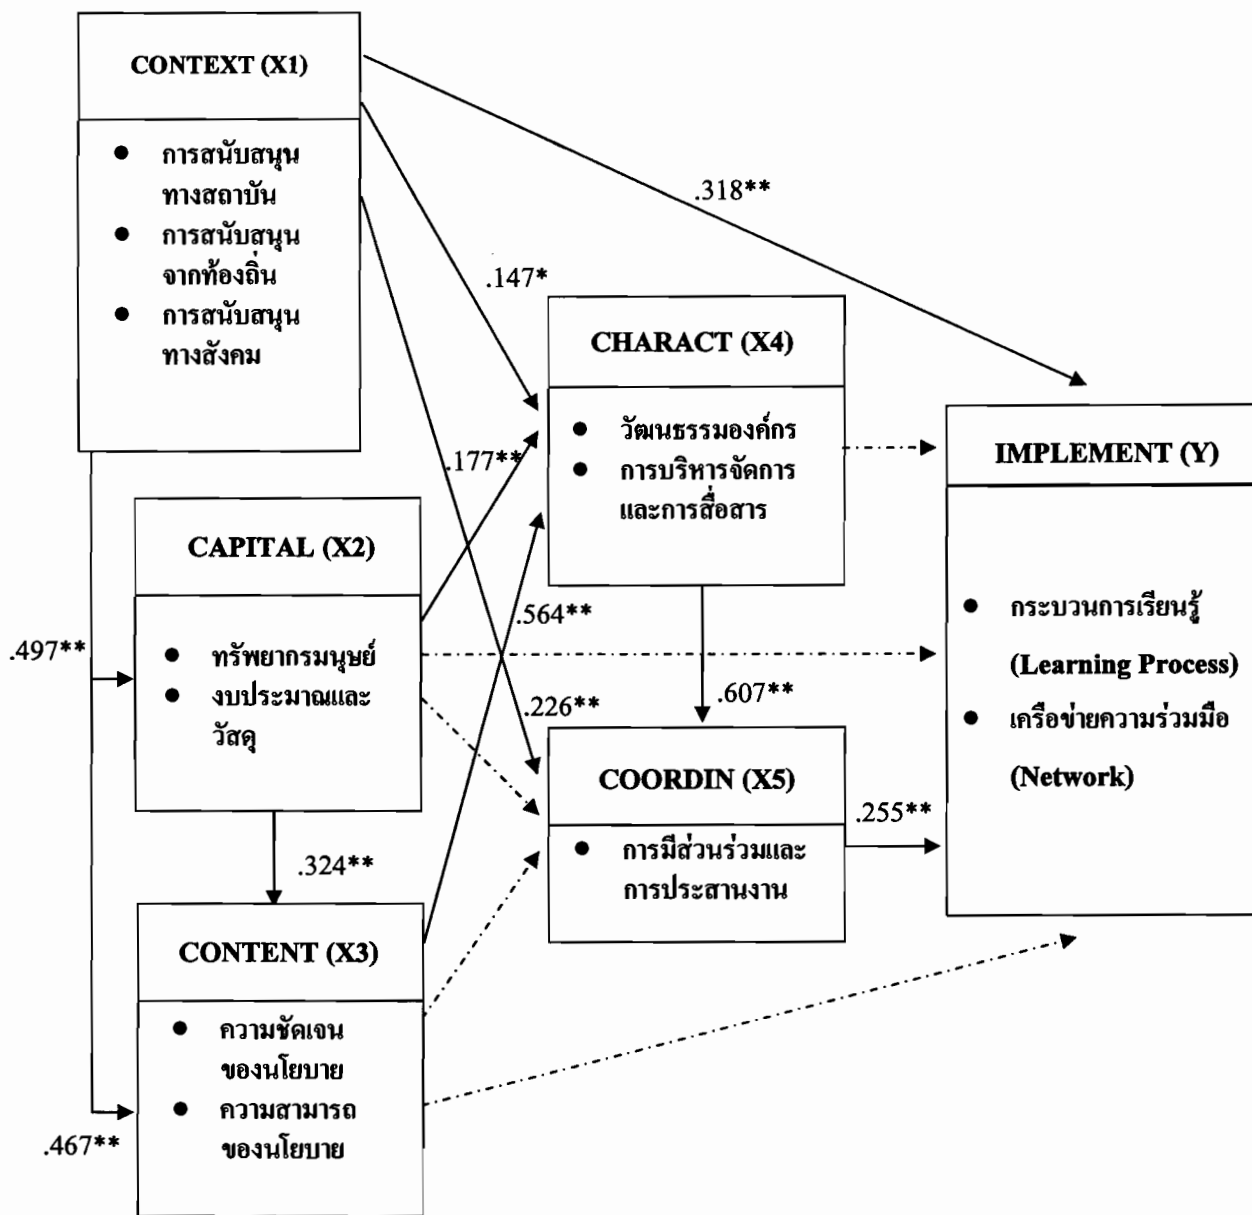 CONTEXT (X1)
● การสนับสนุน
ทางสถาบัน
● การสนับสนุน
จากท้องถิ่น
● การสนับสนุน
ทางสังคม
.318**
.147*
.177**
CHARACT (X4)
● วัฒนธรรมองค์กร
● การบริหารจัดการ
และการสื่อสาร
IMPLEMENT (Y)
● กระบวนการเรียนรู้
(Learning Process)
● เครือข่ายความร่วมมือ
(Network)
CAPITAL (X2)
● ทรัพยากรมนุษย์
● งบประมาณและ
วัสดุ
.497**
.564**
.226**
.607**
COORDIN (X5)
● การมีส่วนร่วมและ
การประสานงาน
.255**
.324**
CONTENT (X3)
● ความชัดเจน
ของนโยบาย
● ความสามารถ
ของนโยบาย
.467**